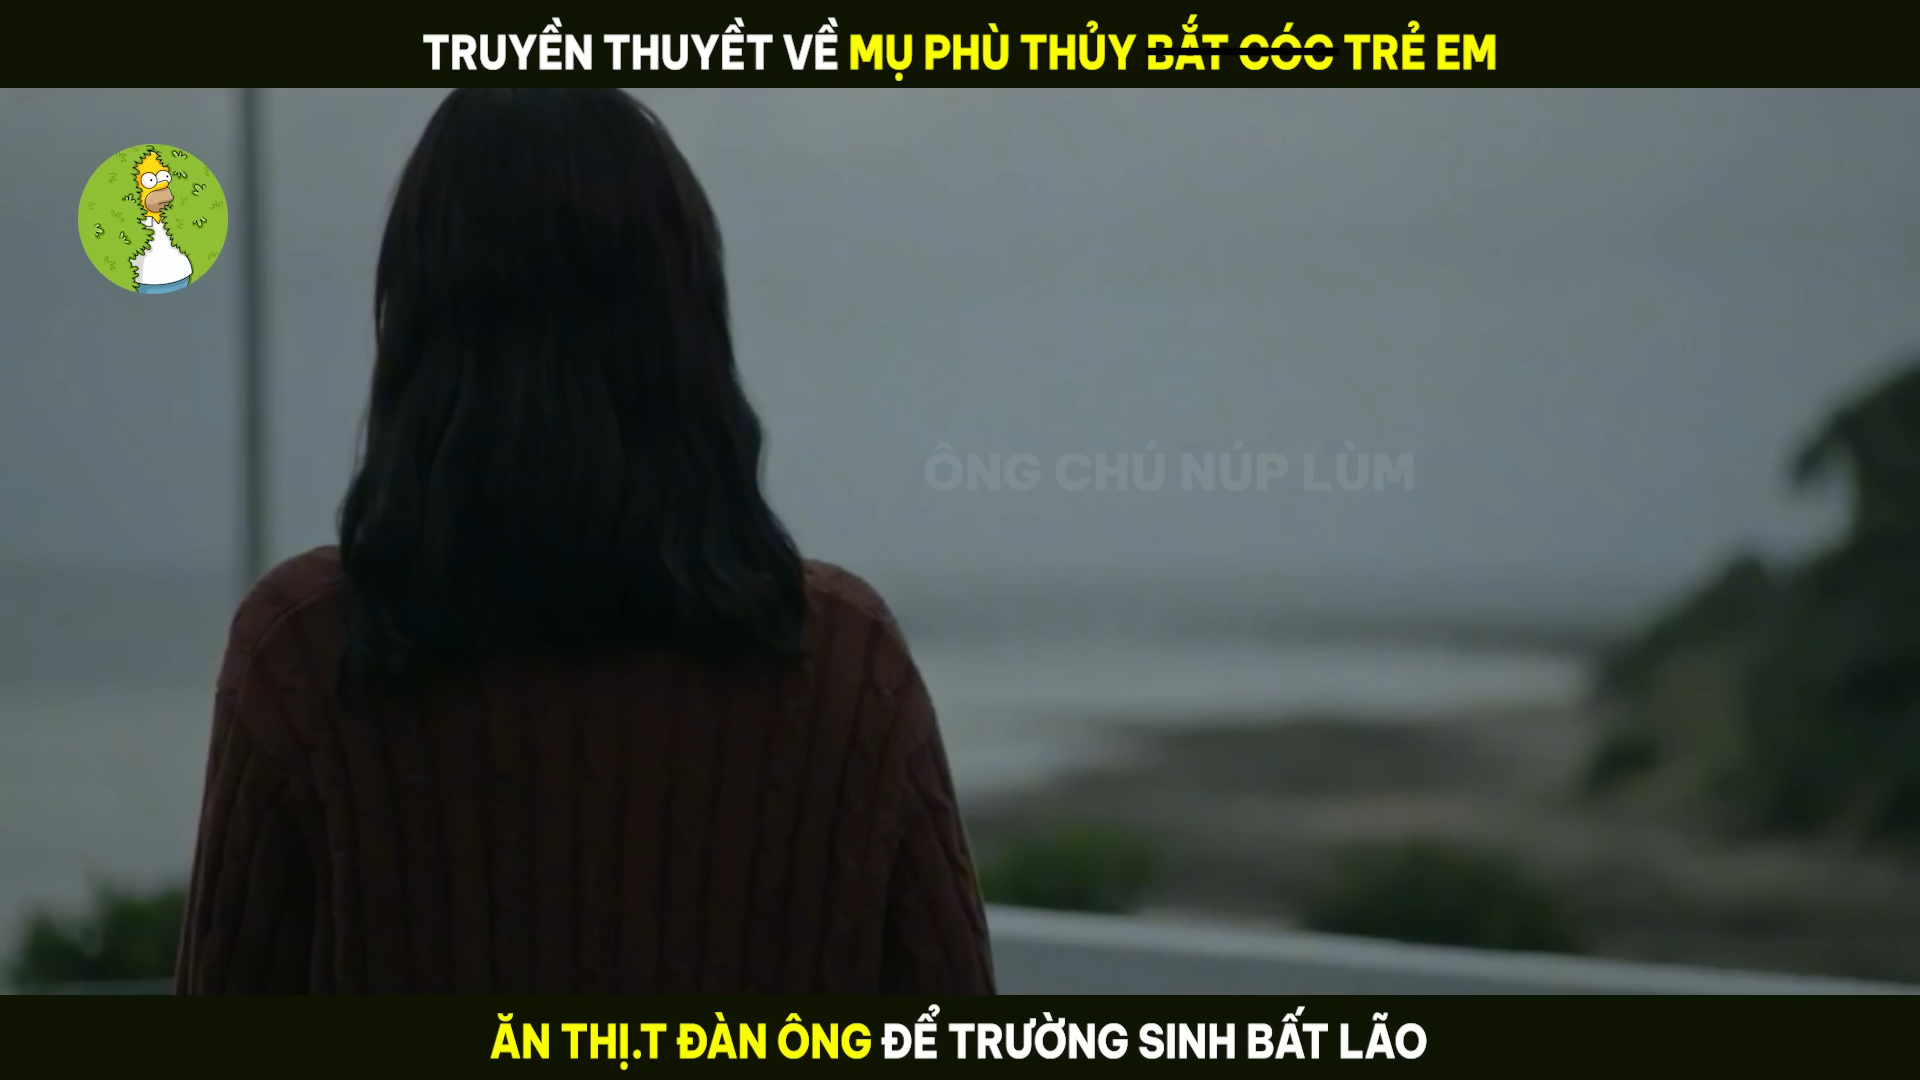 TRUYỀN THUYẾT VỀ MỤ PHÙ THỦY BẮT CÓC TRẺ EM
ÔNG CHÚ NÚP LÙM
ĂN THỊ.T ĐÀN ÔNG ĐỂ TRƯỜNG SINH BẤT LÃO